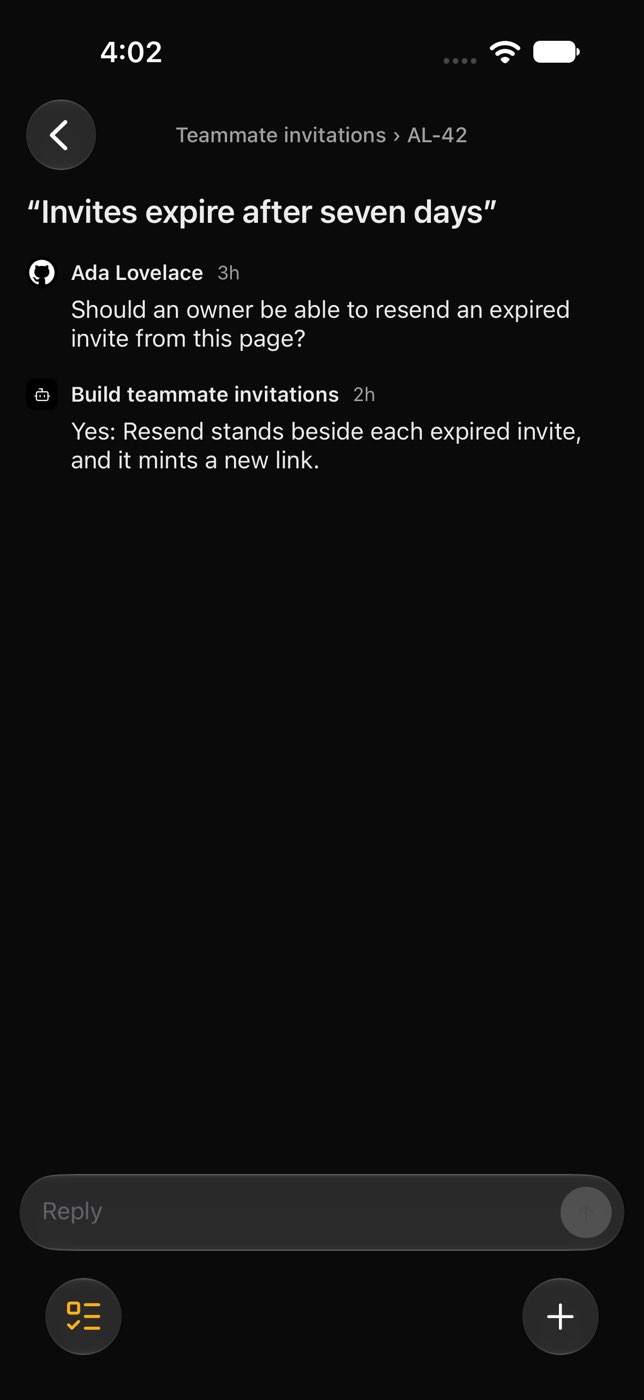 4:02
Teammate invitations › AL-42
“Invites expire after seven days”
Ada Lovelace 3h
Should an owner be able to resend an expired
invite from this page?
Build teammate invitations 2h
Yes: Resend stands beside each expired invite,
and it mints a new link.
Reply